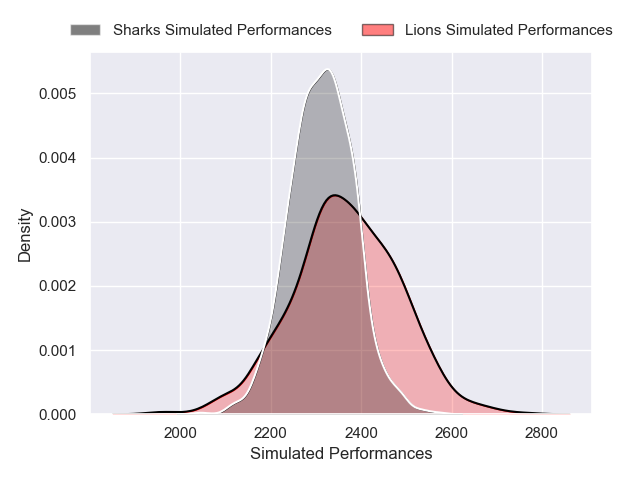 Sharks Simulated Performances
Lions Simulated Performances
0.005
0.004
0.003
0.002
0.001
0.000
Density
2000
2200
2400
2600
2800
Simulated Performances